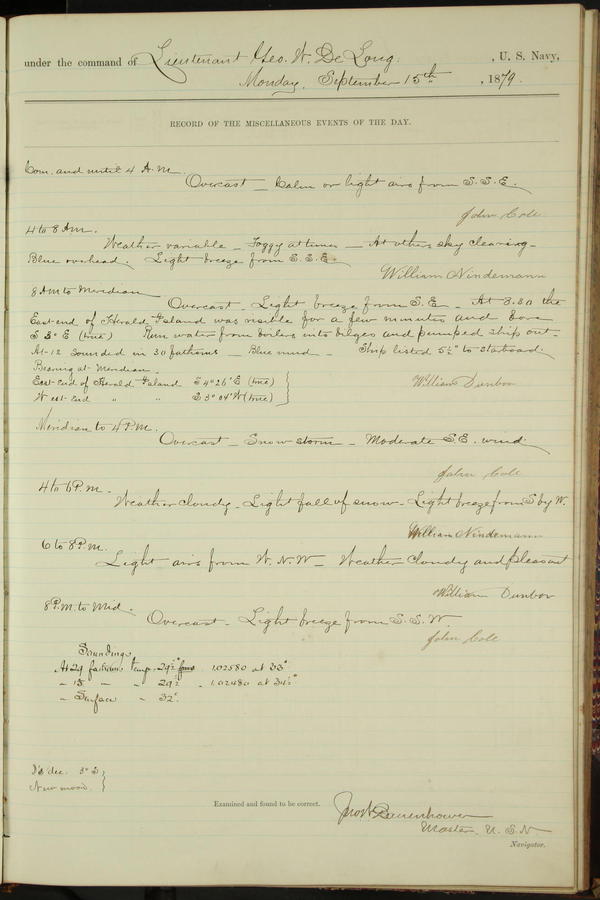 under the command of Lieutenant Geo. W. De Long. , U. S. Navy,
Monday, September 15th , 1879.
RECORD OF THE MISCELLANEOUS EVENTS OF THE DAY.
Com. and until 4 A.M.
Overcast — Calm or light airs from S.S.E.
John Cole
4 to 8 A.M.
Weather variable — Foggy at times — At others sky clearing —
Blue overhead. Light breeze from S.S.E.
William Nindemann
8 A.M to Meridian
Overcast — Light breeze from S.E — At 8.30 the
East end of Herald Island was visible for a few minutes and bore
(true) Run water from boilers into bilges and pumped ship out —
At 12 Sounded in 30 fathoms — Blue mud — Ship listed 5½° to starboard.
Bearing at Meridian —
East end of Herald Island S 4° 26' E (true)
West end " " S 3° 04' W (true)
William Dunbar
Meridian to 4 P.M.
Overcast — Snow storm — Moderate S.E. wind.
John Cole
4 to 6 P.M.
Weather cloudy — Light fall of snow — Light breeze from S by W.
William Nindemann
6 to 8 P.M.
Light airs from W.N.W — Weather cloudy and pleasant
William Dunbar
8 P.M. to Mid.
Overcast — Light breeze from S.S.W.
John Cole
Soundings
At 29 fathoms temp. 29½° 1.02580 at 33°
" 15 " " 29½ " 1.02480 at 34½°
" Surface " 32°.
New moon.
Examined and found to be correct.
Master, U.S.N
Navigator.